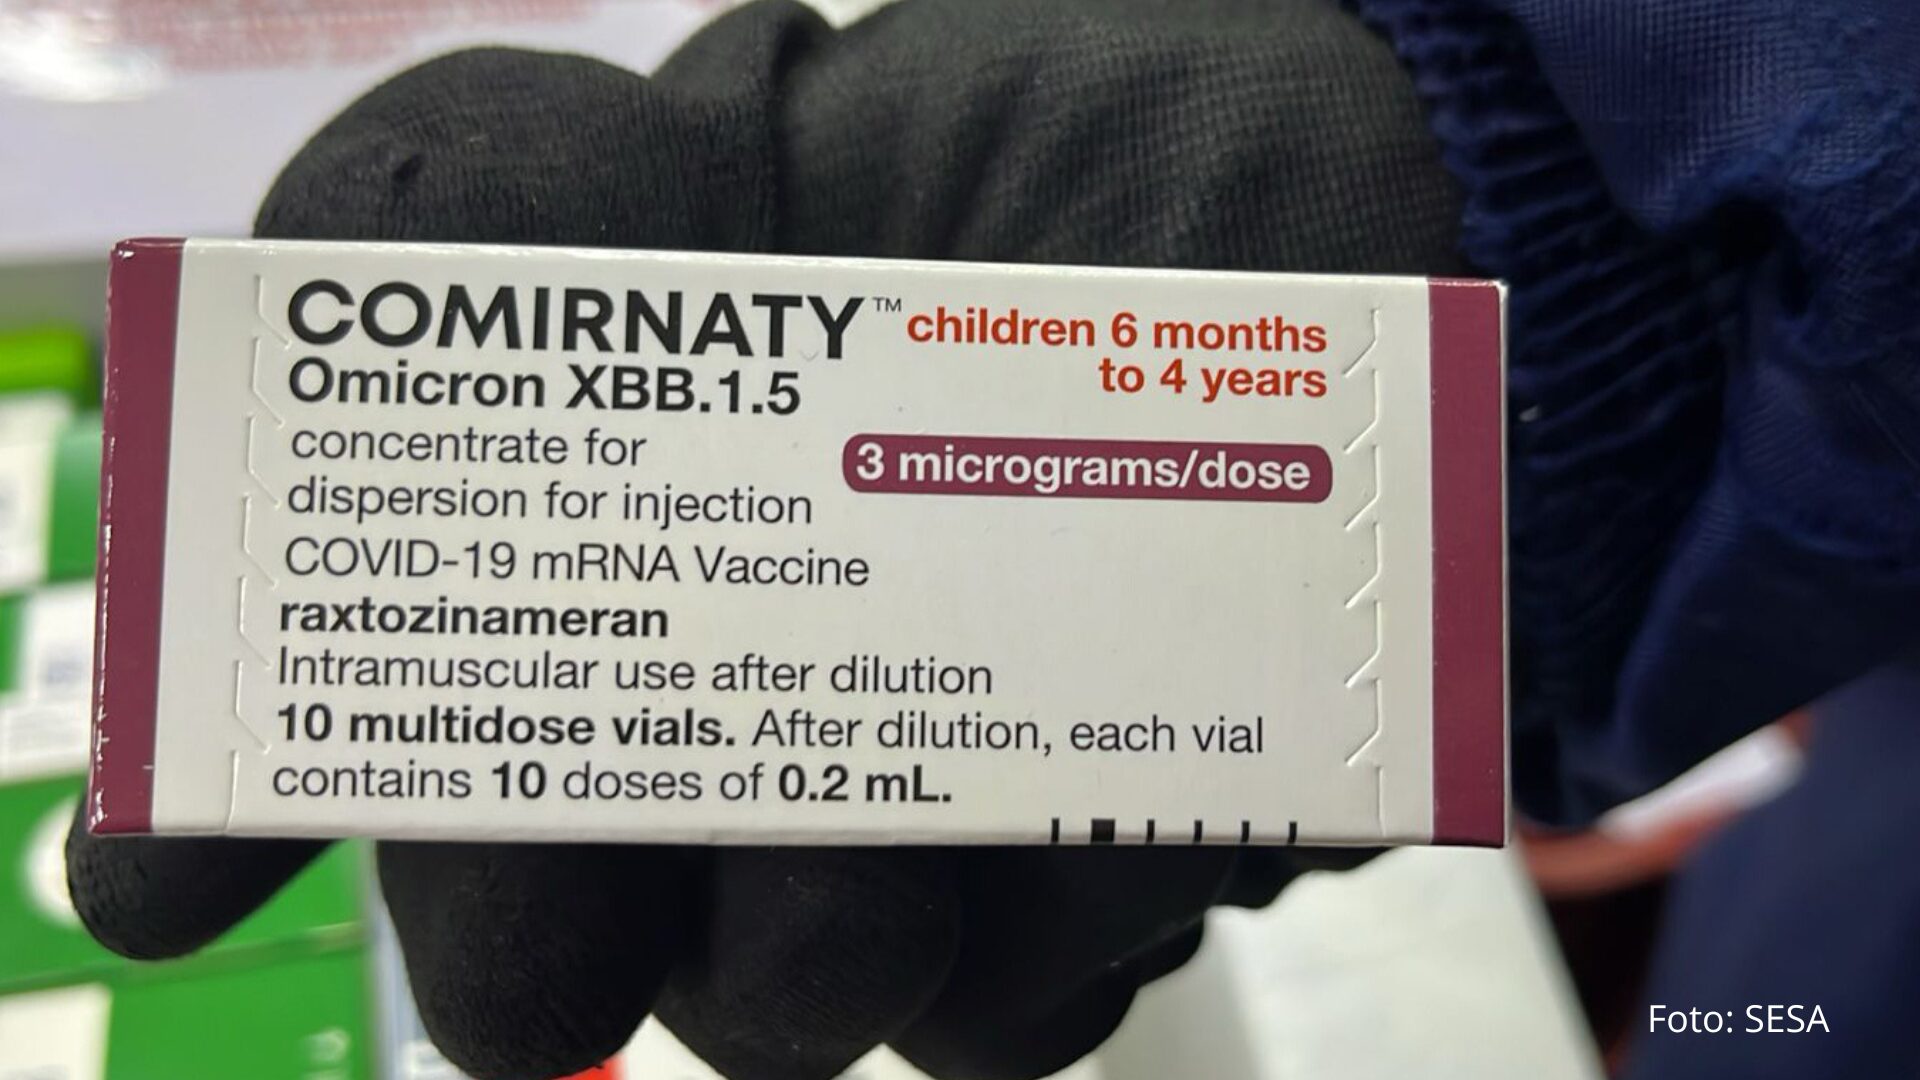 COMIRNATY™ children 6 months
to 4 years
Omicron XBB.1.5
concentrate for
dispersion for injection
3 micrograms/dose
COVID-19 mRNA Vaccine
raxtozinameran
Intramuscular use after dilution
10 multidose vials. After dilution, each vial
contains 10 doses of 0.2 mL.
Foto: SESA